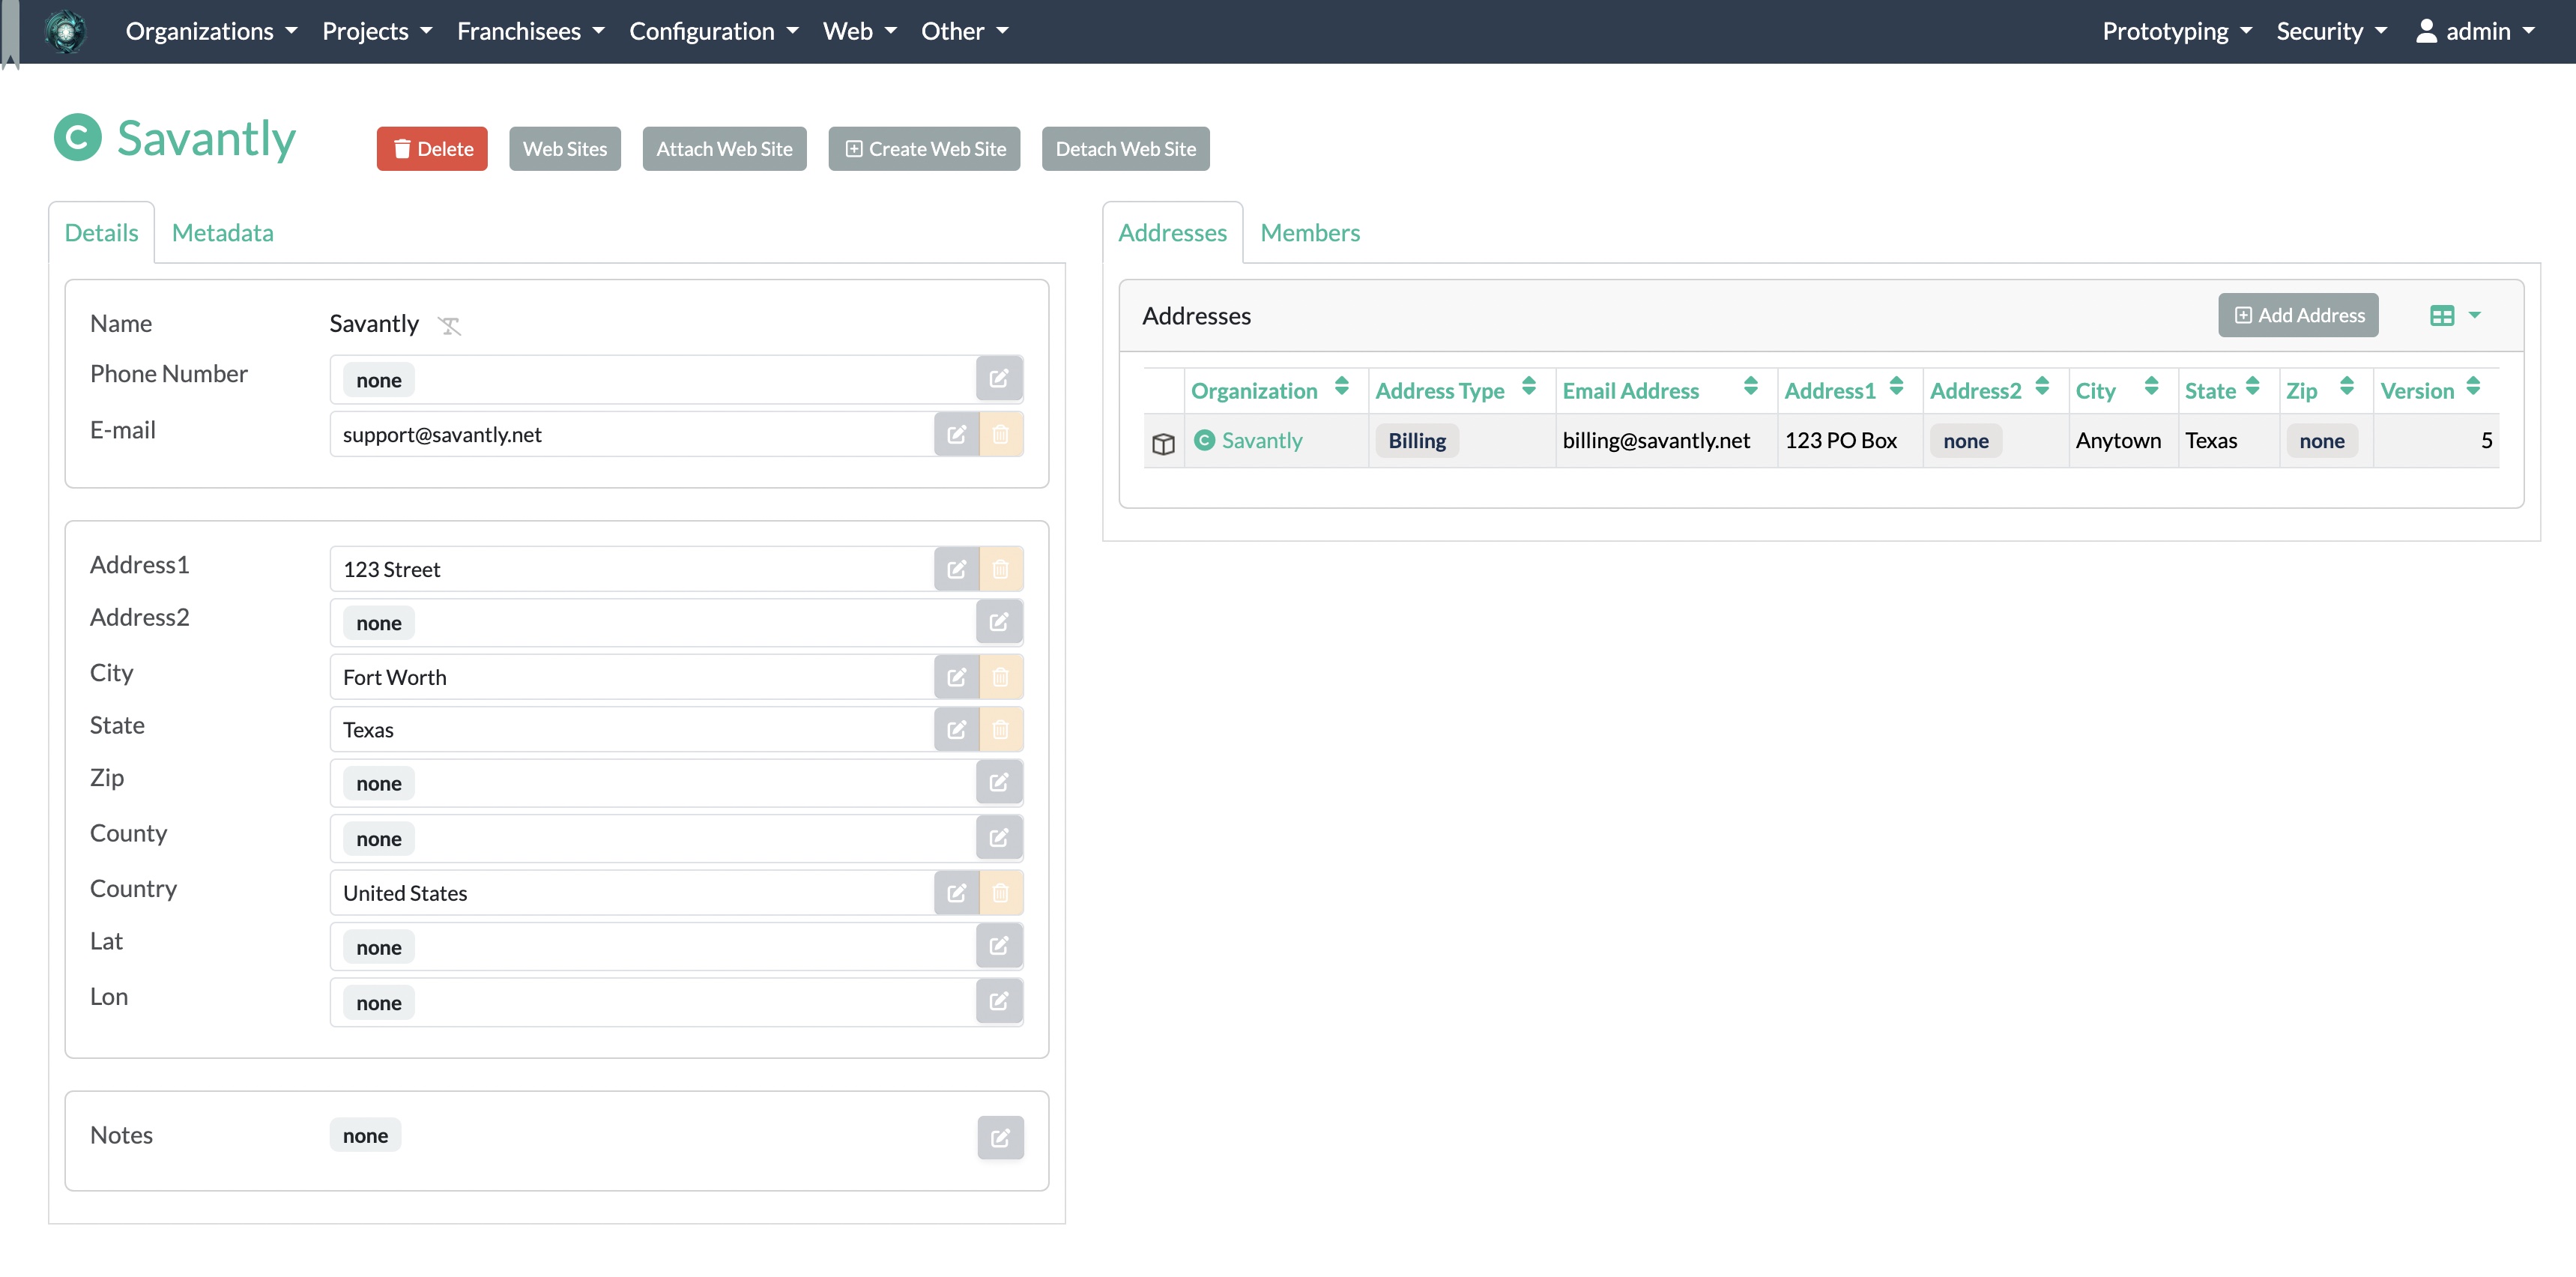 Organizations Projects Franchisees Configuration Web Other Prototyping Security admin
C Savantly Delete Web Sites Attach Web Site Create Web Site Detach Web Site
Details Metadata
Name Savantly
Phone Number none
E-mail support@savantly.net
Address1 123 Street
Address2 none
City Fort Worth
State Texas
Zip none
County none
Country United States
Lat none
Lon none
Notes none
Addresses Members
Addresses Add Address
Organization Address Type Email Address Address1 Address2 City State Zip Version
C Savantly Billing billing@savantly.net 123 PO Box none Anytown Texas none 5